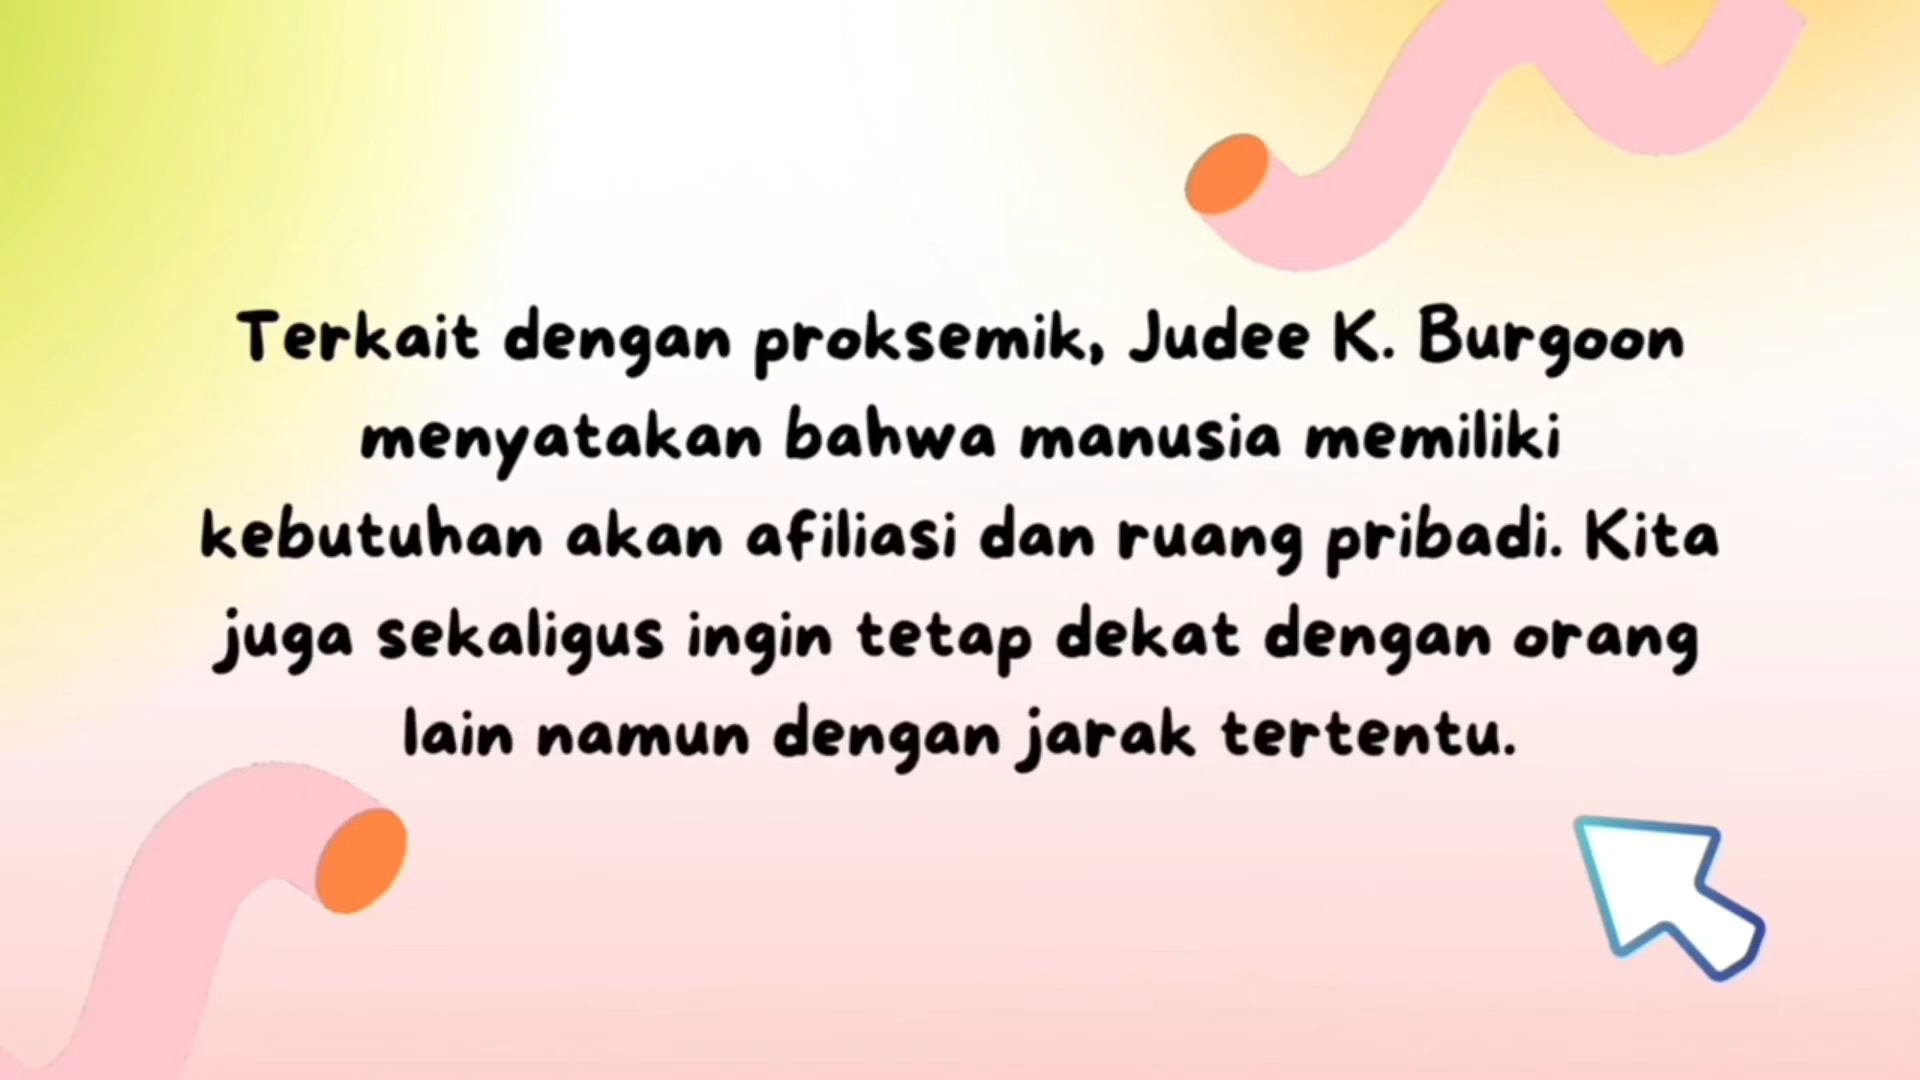 Terkait dengan proksemik, Judee K. Burgoon
menyatakan bahwa manusia memiliki
kebutuhan akan afiliasi dan ruang pribadi. Kita
juga sekaligus ingin tetap dekat dengan orang
lain namun dengan jarak tertentu.